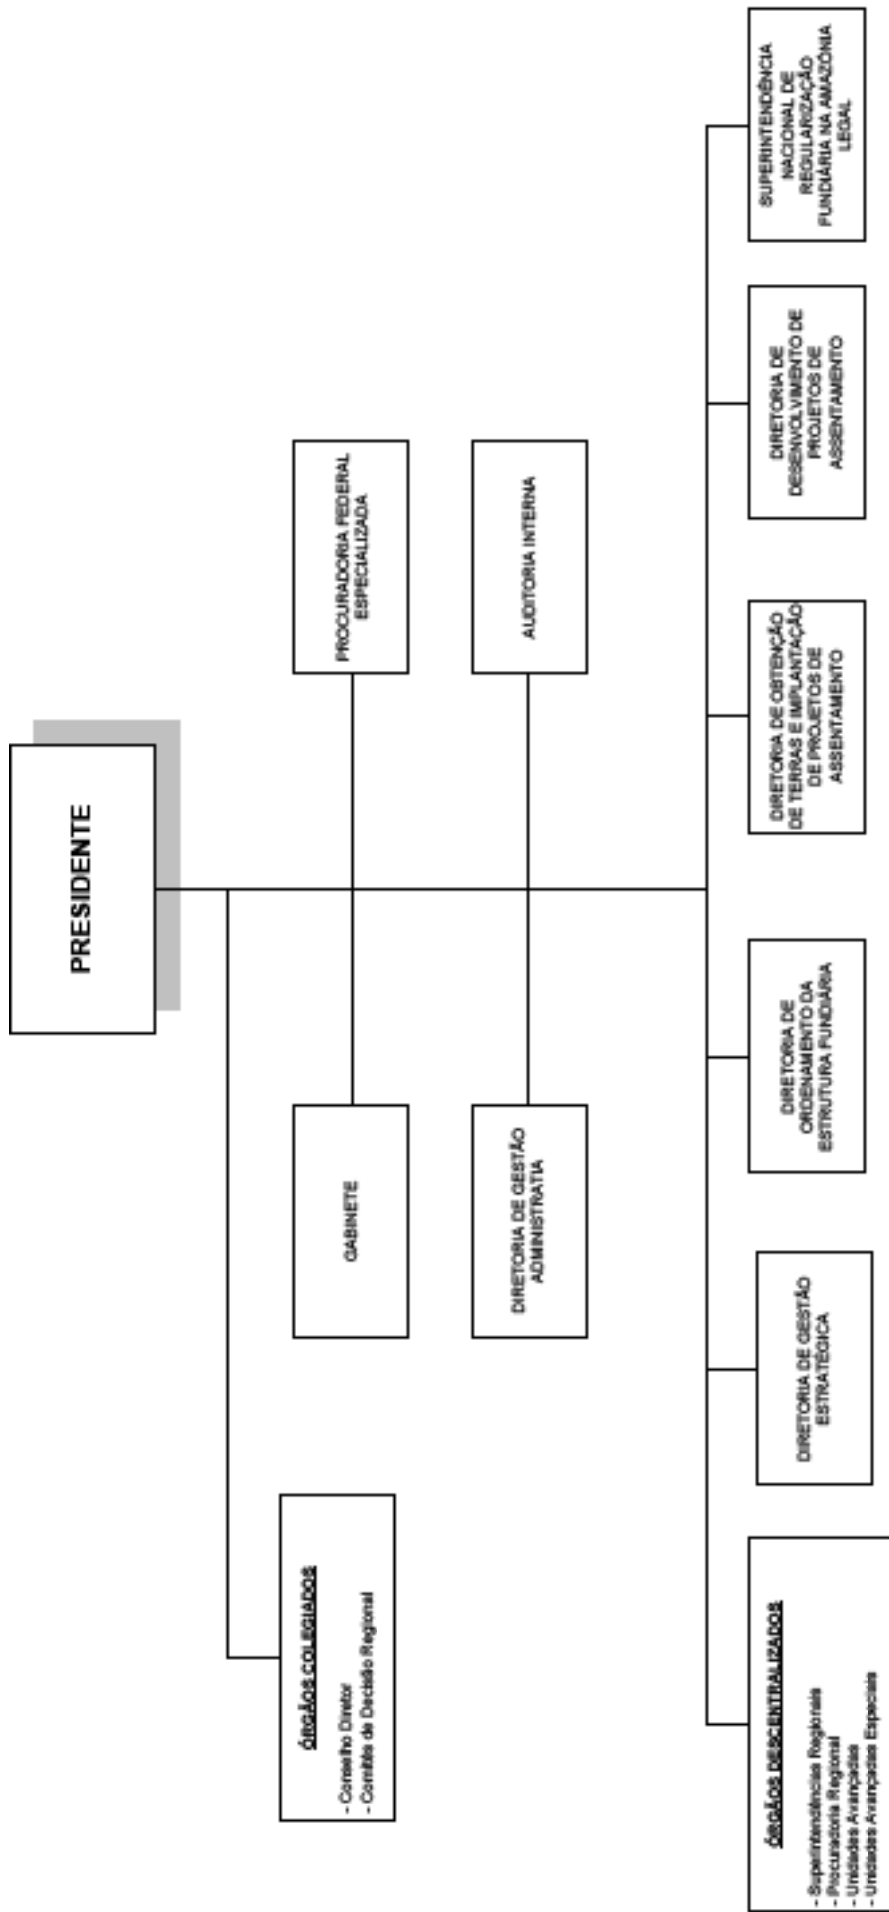 PRESIDENTE
ÓRGÃOS COLEGIADOS
- Conselho Diretor
- Comitês de Decisão Regional
GABINETE
PROCURADORIA FEDERAL
ESPECIALIZADA
DIRETORIA DE GESTÃO
ADMINISTRATIA
AUDITORIA INTERNA
ÓRGÃOS DESCENTRALIZADOS
- Superintendências Regionais
- Procuradoria Regional
- Unidades Avançadas
- Unidades Avançadas Especiais
DIRETORIA DE GESTÃO
ESTRATÉGICA
DIRETORIA DE
ORDENAMENTO DA
ESTRUTURA FUNDIÁRIA
DIRETORIA DE OBTENÇÃO
DE TERRAS E IMPLANTAÇÃO
DE PROJETOS DE
ASSENTAMENTO
DIRETORIA DE
DESENVOLVIMENTO DE
PROJETOS DE
ASSENTAMENTO
SUPERINTENDÊNCIA
NACIONAL DE
REGULARIZAÇÃO
FUNDIÁRIA NA AMAZÔNIA
LEGAL